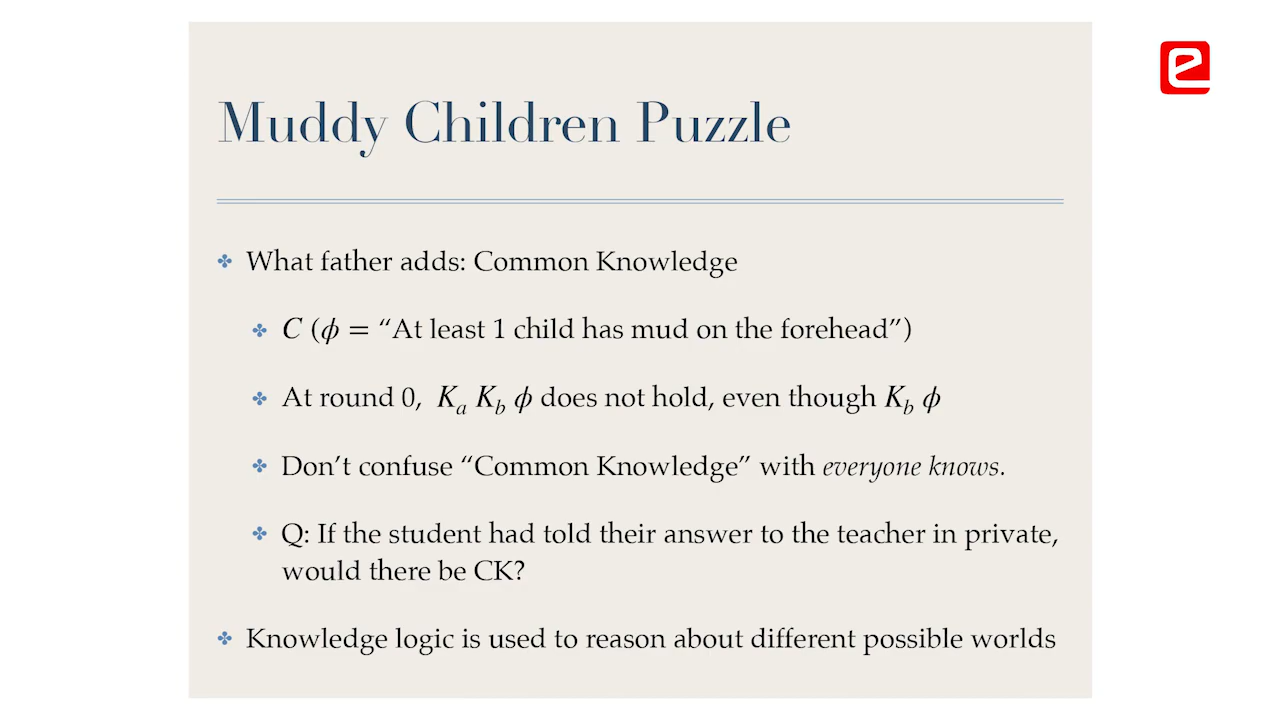 Muddy Children Puzzle
What father adds: Common Knowledge
C (ϕ = “At least 1 child has mud on the forehead”)
At round 0, Kₐ K_b ϕ does not hold, even though K_b ϕ
Don’t confuse “Common Knowledge” with everyone knows.
Q: If the student had told their answer to the teacher in private,
would there be CK?
Knowledge logic is used to reason about different possible worlds
e